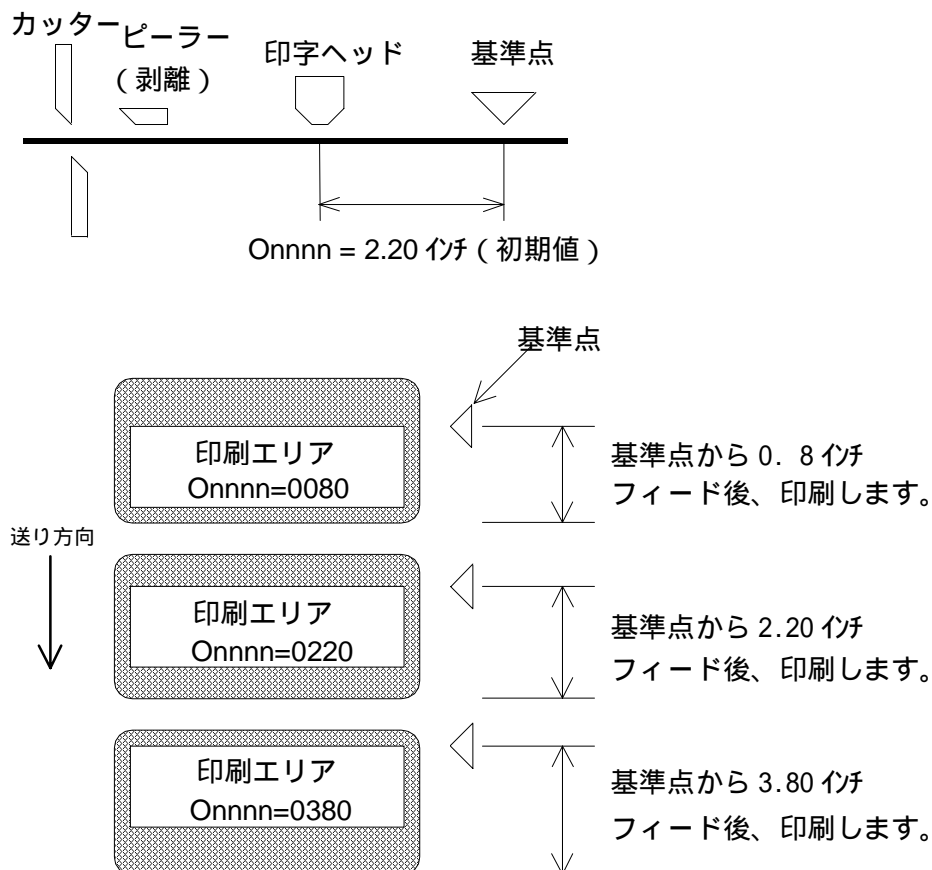 カッター
ピーラー
(剥離)
印字ヘッド
基準点
Onnnn = 2.20 インチ(初期値)
基準点
印刷エリア
Onnnn=0080
基準点から 0. 8 インチ
フィード後、印刷します。
送り方向
印刷エリア
Onnnn=0220
基準点から 2.20 インチ
フィード後、印刷します。
印刷エリア
Onnnn=0380
基準点から 3.80 インチ
フィード後、印刷します。